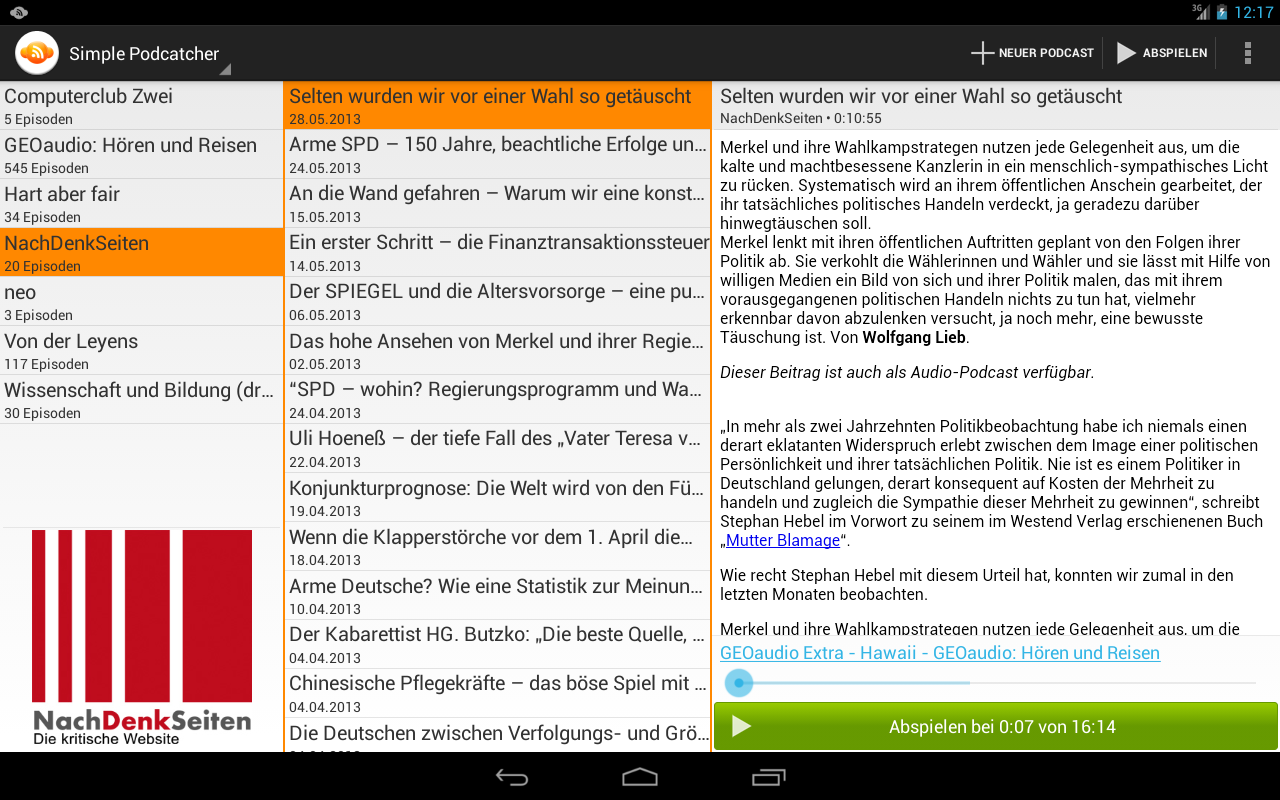 3G 12:17
Simple Podcatcher
NEUER PODCAST
ABSPIELEN
Computerclub Zwei
5 Episoden
GEOaudio: Hören und Reisen
545 Episoden
Hart aber fair
34 Episoden
NachDenkSeiten
20 Episoden
neo
3 Episoden
Von der Leyens
117 Episoden
Wissenschaft und Bildung (dr...
30 Episoden
NachDenkSeiten
Die kritische Website
Selten wurden wir vor einer Wahl so getäuscht
28.05.2013
Arme SPD – 150 Jahre, beachtliche Erfolge un...
24.05.2013
An die Wand gefahren – Warum wir eine konst...
15.05.2013
Ein erster Schritt – die Finanztransaktionssteuer
14.05.2013
Der SPIEGEL und die Altersvorsorge – eine pu...
06.05.2013
Das hohe Ansehen von Merkel und ihrer Regie...
02.05.2013
“SPD – wohin? Regierungsprogramm und Wa...
24.04.2013
Uli Hoeneß – der tiefe Fall des „Vater Teresa v...
22.04.2013
Konjunkturprognose: Die Welt wird von den Fü...
19.04.2013
Wenn die Klapperstörche vor dem 1. April die...
18.04.2013
Arme Deutsche? Wie eine Statistik zur Meinun...
10.04.2013
Der Kabarettist HG. Butzko: „Die beste Quelle, ...
04.04.2013
Chinesische Pflegekräfte – das böse Spiel mit ...
04.04.2013
Die Deutschen zwischen Verfolgungs- und Grö...
Selten wurden wir vor einer Wahl so getäuscht
NachDenkSeiten • 0:10:55
Merkel und ihre Wahlkampstrategen nutzen jede Gelegenheit aus, um die
kalte und machtbesessene Kanzlerin in ein menschlich-sympathisches Licht
zu rücken. Systematisch wird an ihrem öffentlichen Anschein gearbeitet, der
ihr tatsächliches politisches Handeln verdeckt, ja geradezu darüber
hinwegtäuschen soll.
Merkel lenkt mit ihren öffentlichen Auftritten geplant von den Folgen ihrer
Politik ab. Sie verkohlt die Wählerinnen und Wähler und sie lässt mit Hilfe von
willigen Medien ein Bild von sich und ihrer Politik malen, das mit ihrem
vorausgegangenen politischen Handeln nichts zu tun hat, vielmehr
erkennbar davon abzulenken versucht, ja noch mehr, eine bewusste
Täuschung ist. Von Wolfgang Lieb.
Dieser Beitrag ist auch als Audio-Podcast verfügbar.
„In mehr als zwei Jahrzehnten Politikbeobachtung habe ich niemals einen
derart eklatanten Widerspruch erlebt zwischen dem Image einer politischen
Persönlichkeit und ihrer tatsächlichen Politik. Nie ist es einem Politiker in
Deutschland gelungen, derart konsequent auf Kosten der Mehrheit zu
handeln und zugleich die Sympathie dieser Mehrheit zu gewinnen“, schreibt
Stephan Hebel im Vorwort zu seinem im Westend Verlag erschienenen Buch
„Mutter Blamage“.
Wie recht Stephan Hebel mit diesem Urteil hat, konnten wir zumal in den
letzten Monaten beobachten.
Merkel und ihre Wahlkampstrategen nutzen jede Gelegenheit aus, um die
GEOaudio Extra - Hawaii - GEOaudio: Hören und Reisen
Abspielen bei 0:07 von 16:14